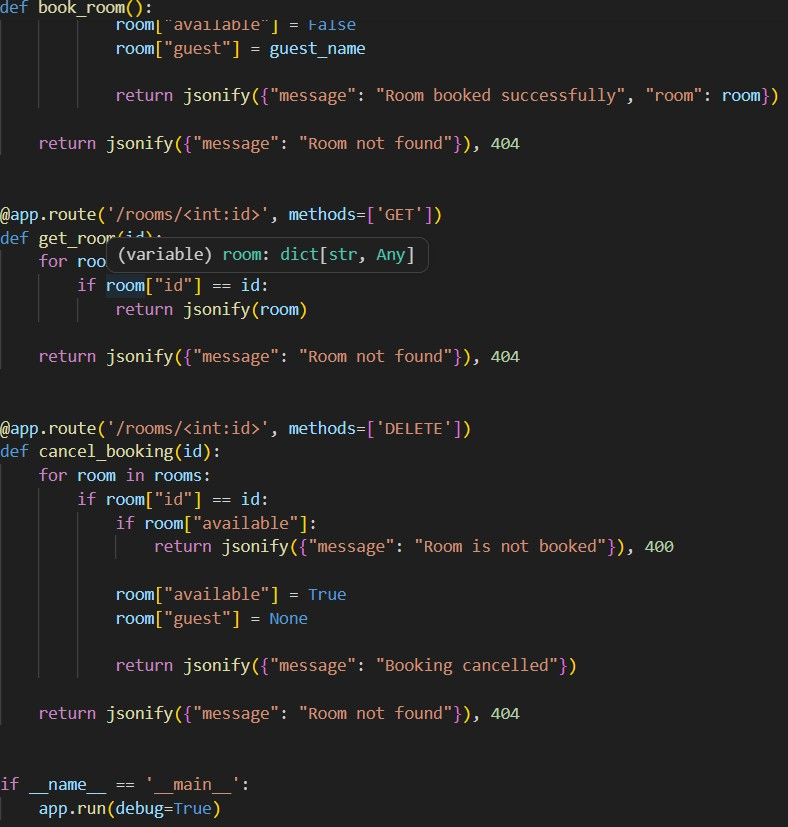 def book_room():
room["available"] = False
room["guest"] = guest_name
return jsonify({"message": "Room booked successfully", "room": room})
return jsonify({"message": "Room not found"}), 404
@app.route('/rooms/<int:id>', methods=['GET'])
def get_room(id):
(variable) room: dict[str, Any]
for roo
if room["id"] == id:
return jsonify(room)
return jsonify({"message": "Room not found"}), 404
@app.route('/rooms/<int:id>', methods=['DELETE'])
def cancel_booking(id):
for room in rooms:
if room["id"] == id:
if room["available"]:
return jsonify({"message": "Room is not booked"}), 400
room["available"] = True
room["guest"] = None
return jsonify({"message": "Booking cancelled"})
return jsonify({"message": "Room not found"}), 404
if __name__ == '__main__':
app.run(debug=True)